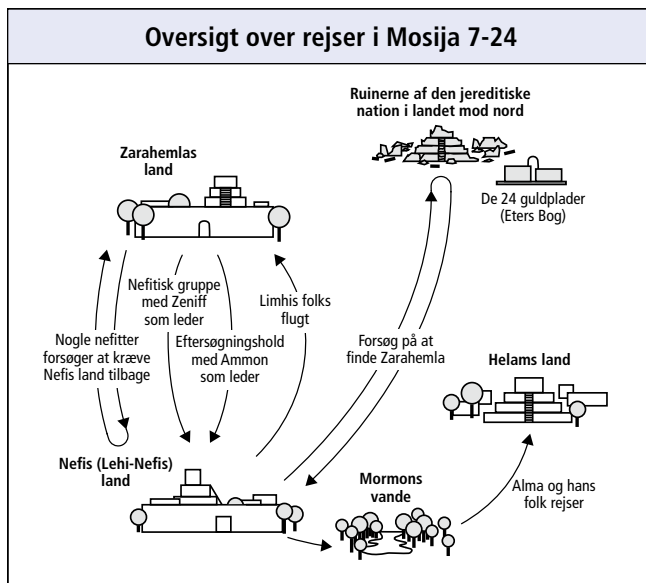 Oversigt over rejser i Mosija 7-24
Ruinerne af den jereditiske
nation i landet mod nord
Zarahemlas
land
De 24 guldplader
(Eters Bog)
Nefitisk gruppe
med Zeniff
som leder
Limhis folks
flugt
Nogle nefitter
forsøger at kræve
Nefis land tilbage
Eftersøgningshold
med Ammon
som leder
Forsøg på at
finde Zarahemla
Helams land
Nefis (Lehi-Nefis)
land
Mormons
vande
Alma og hans
folk rejser